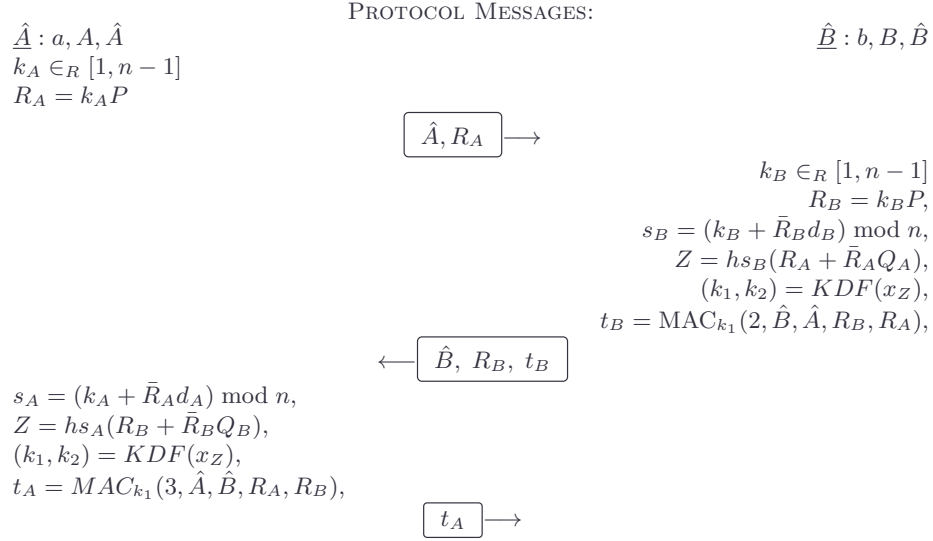 PROTOCOL MESSAGES:
Â : a, A, Â
B̂ : b, B, B̂
k_A ∈_R [1, n − 1]
R_A = k_A P
Â, R_A ⟶
k_B ∈_R [1, n − 1]
R_B = k_B P,
s_B = (k_B + R̄_B d_B) mod n,
Z = hs_B(R_A + R̄_A Q_A),
(k_1, k_2) = KDF(x_Z),
t_B = MAC_{k_1}(2, B̂, Â, R_B, R_A),
⟵ B̂, R_B, t_B
s_A = (k_A + R̄_A d_A) mod n,
Z = hs_A(R_B + R̄_B Q_B),
(k_1, k_2) = KDF(x_Z),
t_A = MAC_{k_1}(3, Â, B̂, R_A, R_B),
t_A ⟶